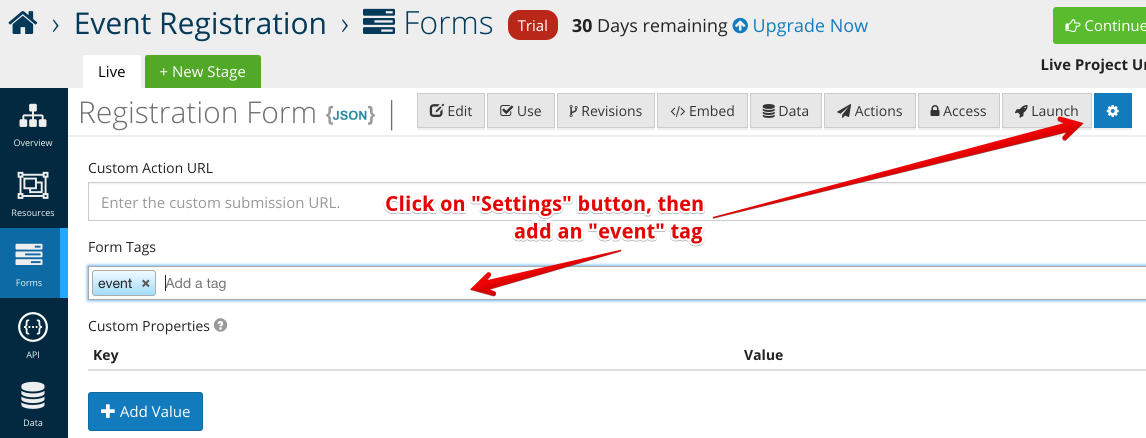 Event Registration › Forms Trial 30 Days remaining Upgrade Now Continue
Live + New Stage Live Project
Registration Form {JSON} Edit Use Revisions </> Embed Data Actions Access Launch
Overview
Custom Action URL
Enter the custom submission URL.
Click on "Settings" button, then
add an "event" tag
Resources
Form Tags
event × Add a tag
Forms
Custom Properties
Key Value
API
+ Add Value
Data